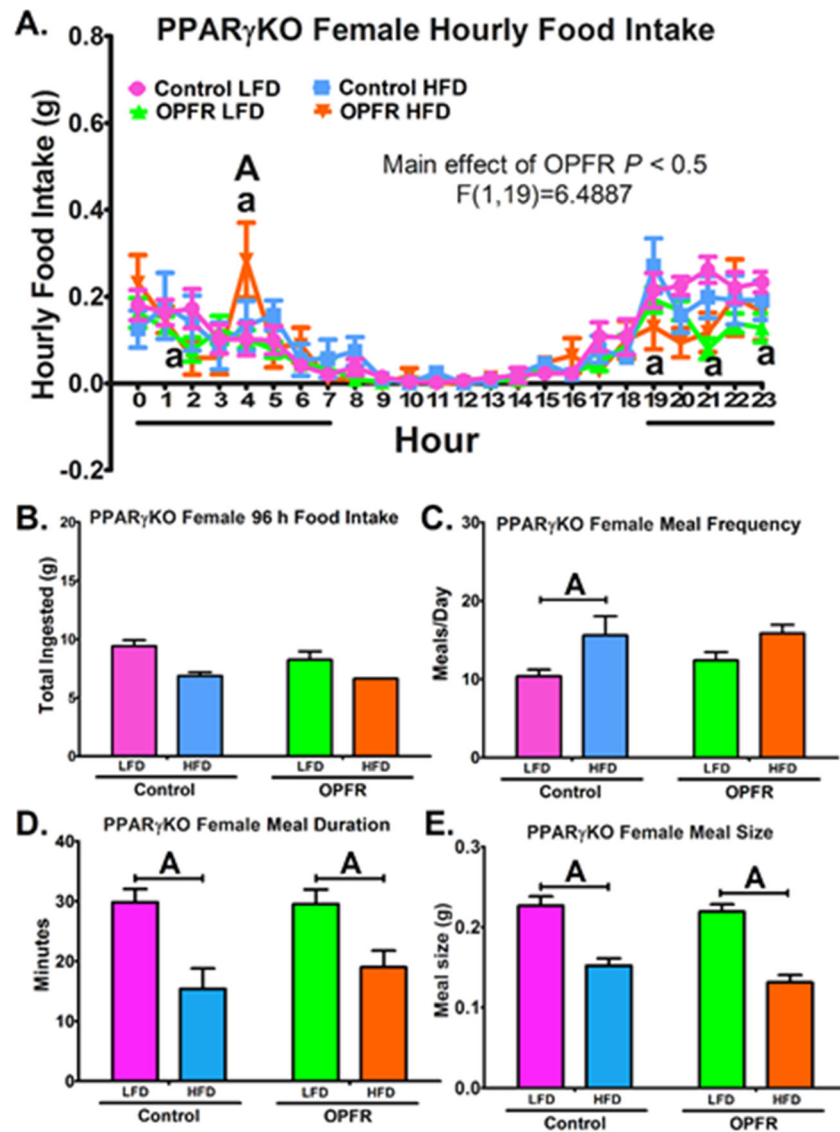 A. PPARγKO Female Hourly Food Intake
Control LFD Control HFD
OPFR LFD OPFR HFD
Main effect of OPFR P < 0.5
F(1,19)=6.4887
Hourly Food Intake (g)
0.8
0.6
0.4
0.2
0.0
-0.2
A
a
a a a a
0 1 2 3 4 5 6 7 8 9 10 11 12 13 14 15 16 17 18 19 20 21 22 23
Hour
B. PPARγKO Female 96 h Food Intake
Total Ingested (g)
20
15
10
5
0
LFD HFD LFD HFD
Control OPFR
C. PPARγKO Female Meal Frequency
Meals/Day
30
20
10
0
A
LFD HFD LFD HFD
Control OPFR
D. PPARγKO Female Meal Duration
Minutes
40
30
20
10
0
A A
LFD HFD LFD HFD
Control OPFR
E. PPARγKO Female Meal Size
Meal size (g)
0.3
0.2
0.1
0.0
A A
LFD HFD LFD HFD
Control OPFR